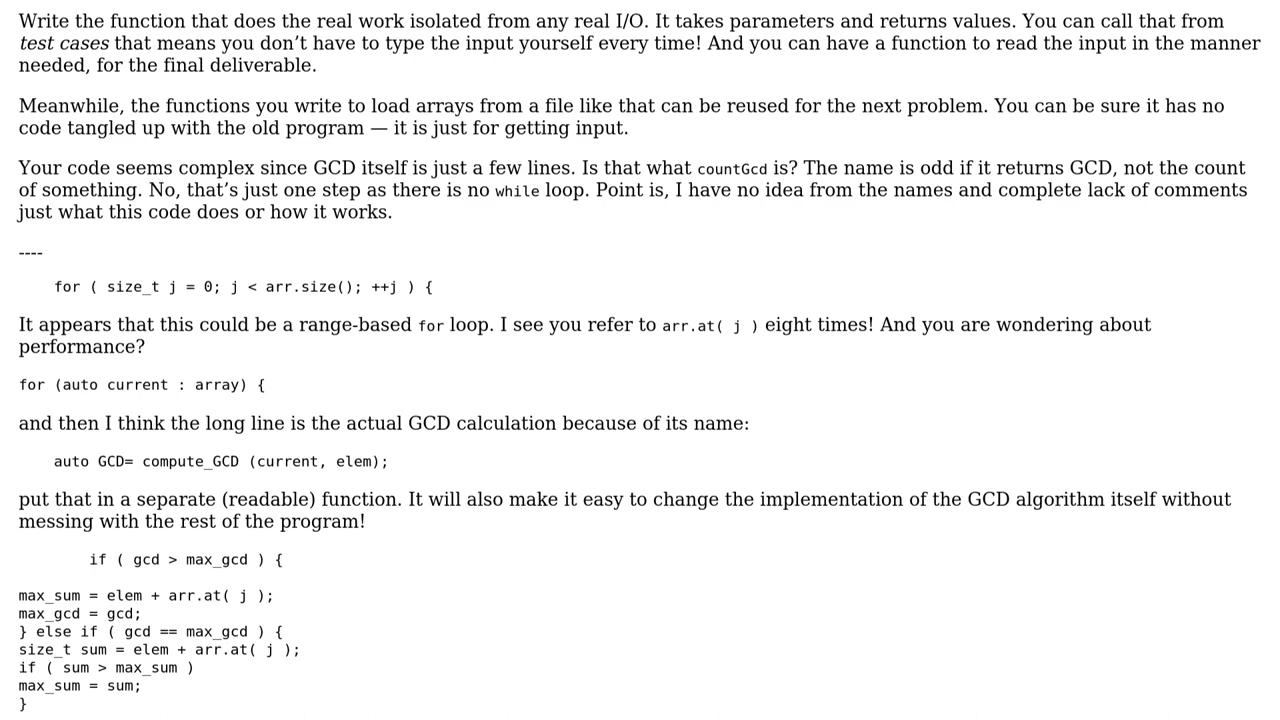 Write the function that does the real work isolated from any real I/O. It takes parameters and returns values. You can call that from
test cases that means you don’t have to type the input yourself every time! And you can have a function to read the input in the manner
needed, for the final deliverable.
Meanwhile, the functions you write to load arrays from a file like that can be reused for the next problem. You can be sure it has no
code tangled up with the old program — it is just for getting input.
Your code seems complex since GCD itself is just a few lines. Is that what countGcd is? The name is odd if it returns GCD, not the count
of something. No, that’s just one step as there is no while loop. Point is, I have no idea from the names and complete lack of comments
just what this code does or how it works.
----
for ( size_t j = 0; j < arr.size(); ++j ) {
It appears that this could be a range-based for loop. I see you refer to arr.at( j ) eight times! And you are wondering about
performance?
for (auto current : array) {
and then I think the long line is the actual GCD calculation because of its name:
auto GCD= compute_GCD (current, elem);
put that in a separate (readable) function. It will also make it easy to change the implementation of the GCD algorithm itself without
messing with the rest of the program!
if ( gcd > max_gcd ) {
max_sum = elem + arr.at( j );
max_gcd = gcd;
} else if ( gcd == max_gcd ) {
size_t sum = elem + arr.at( j );
if ( sum > max_sum )
max_sum = sum;
}